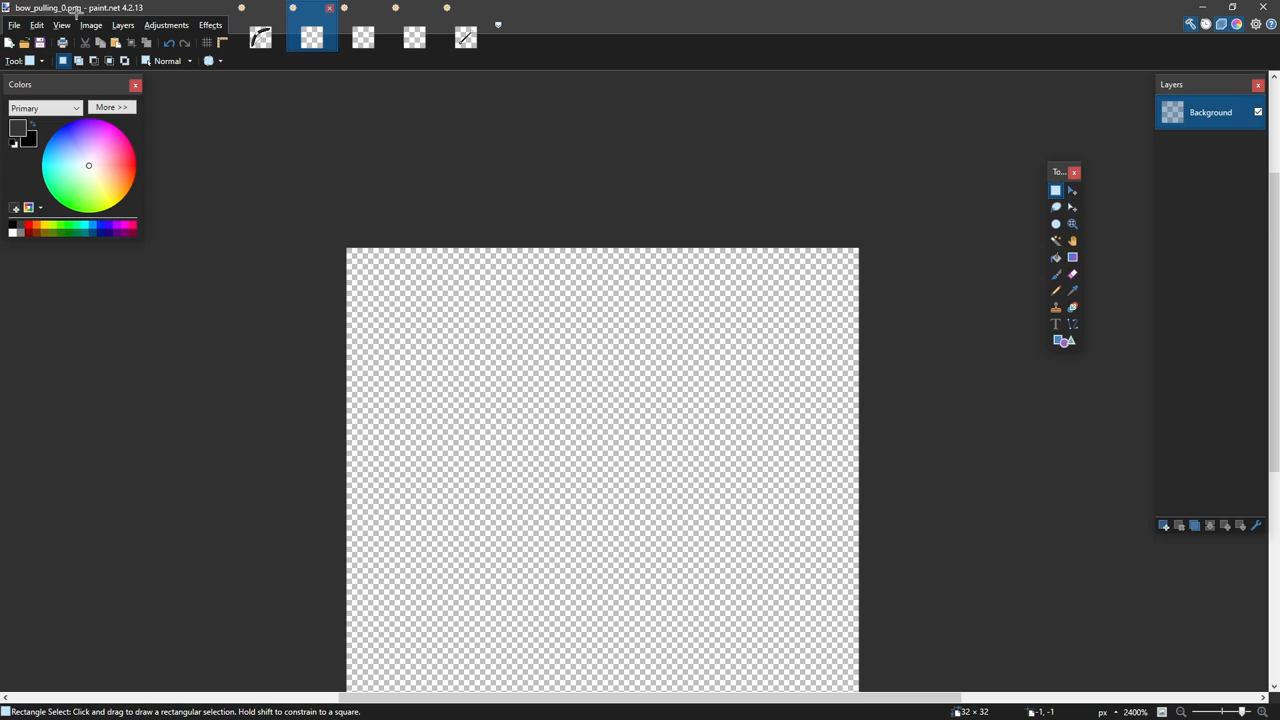 bow_pulling_0.png - paint.net 4.2.13
File Edit View Image Layers Adjustments Effects
Tool: Normal
Colors
Primary More >>
Layers
Background
To...
Rectangle Select: Click and drag to draw a rectangular selection. Hold shift to constrain to a square. 32 × 32 -1, -1 px 2400%